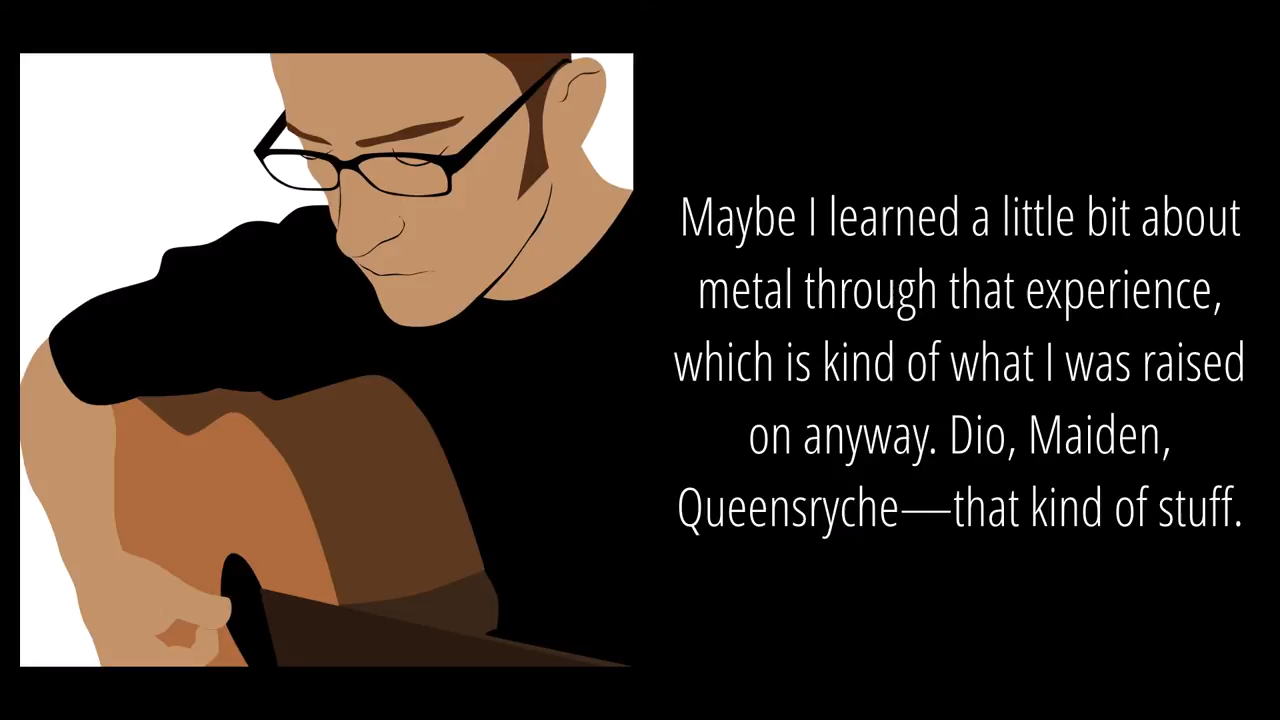 Maybe I learned a little bit about
metal through that experience,
which is kind of what I was raised
on anyway. Dio, Maiden,
Queensryche—that kind of stuff.